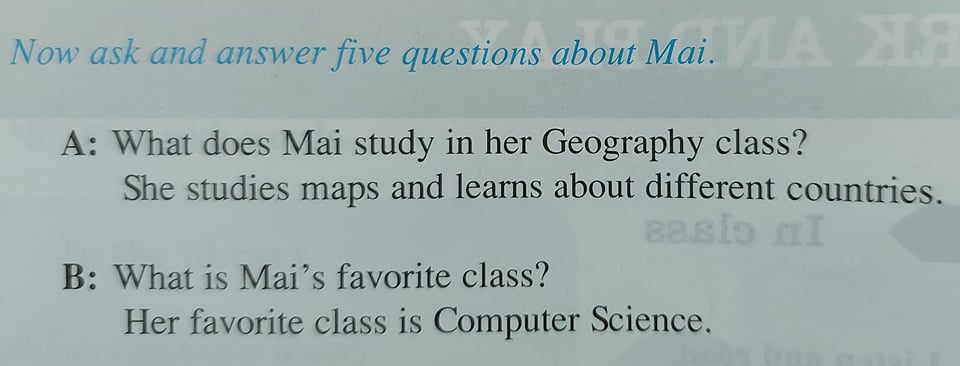 Now ask and answer five questions about Mai.
A: What does Mai study in her Geography class?
She studies maps and learns about different countries.
B: What is Mai's favorite class?
Her favorite class is Computer Science.